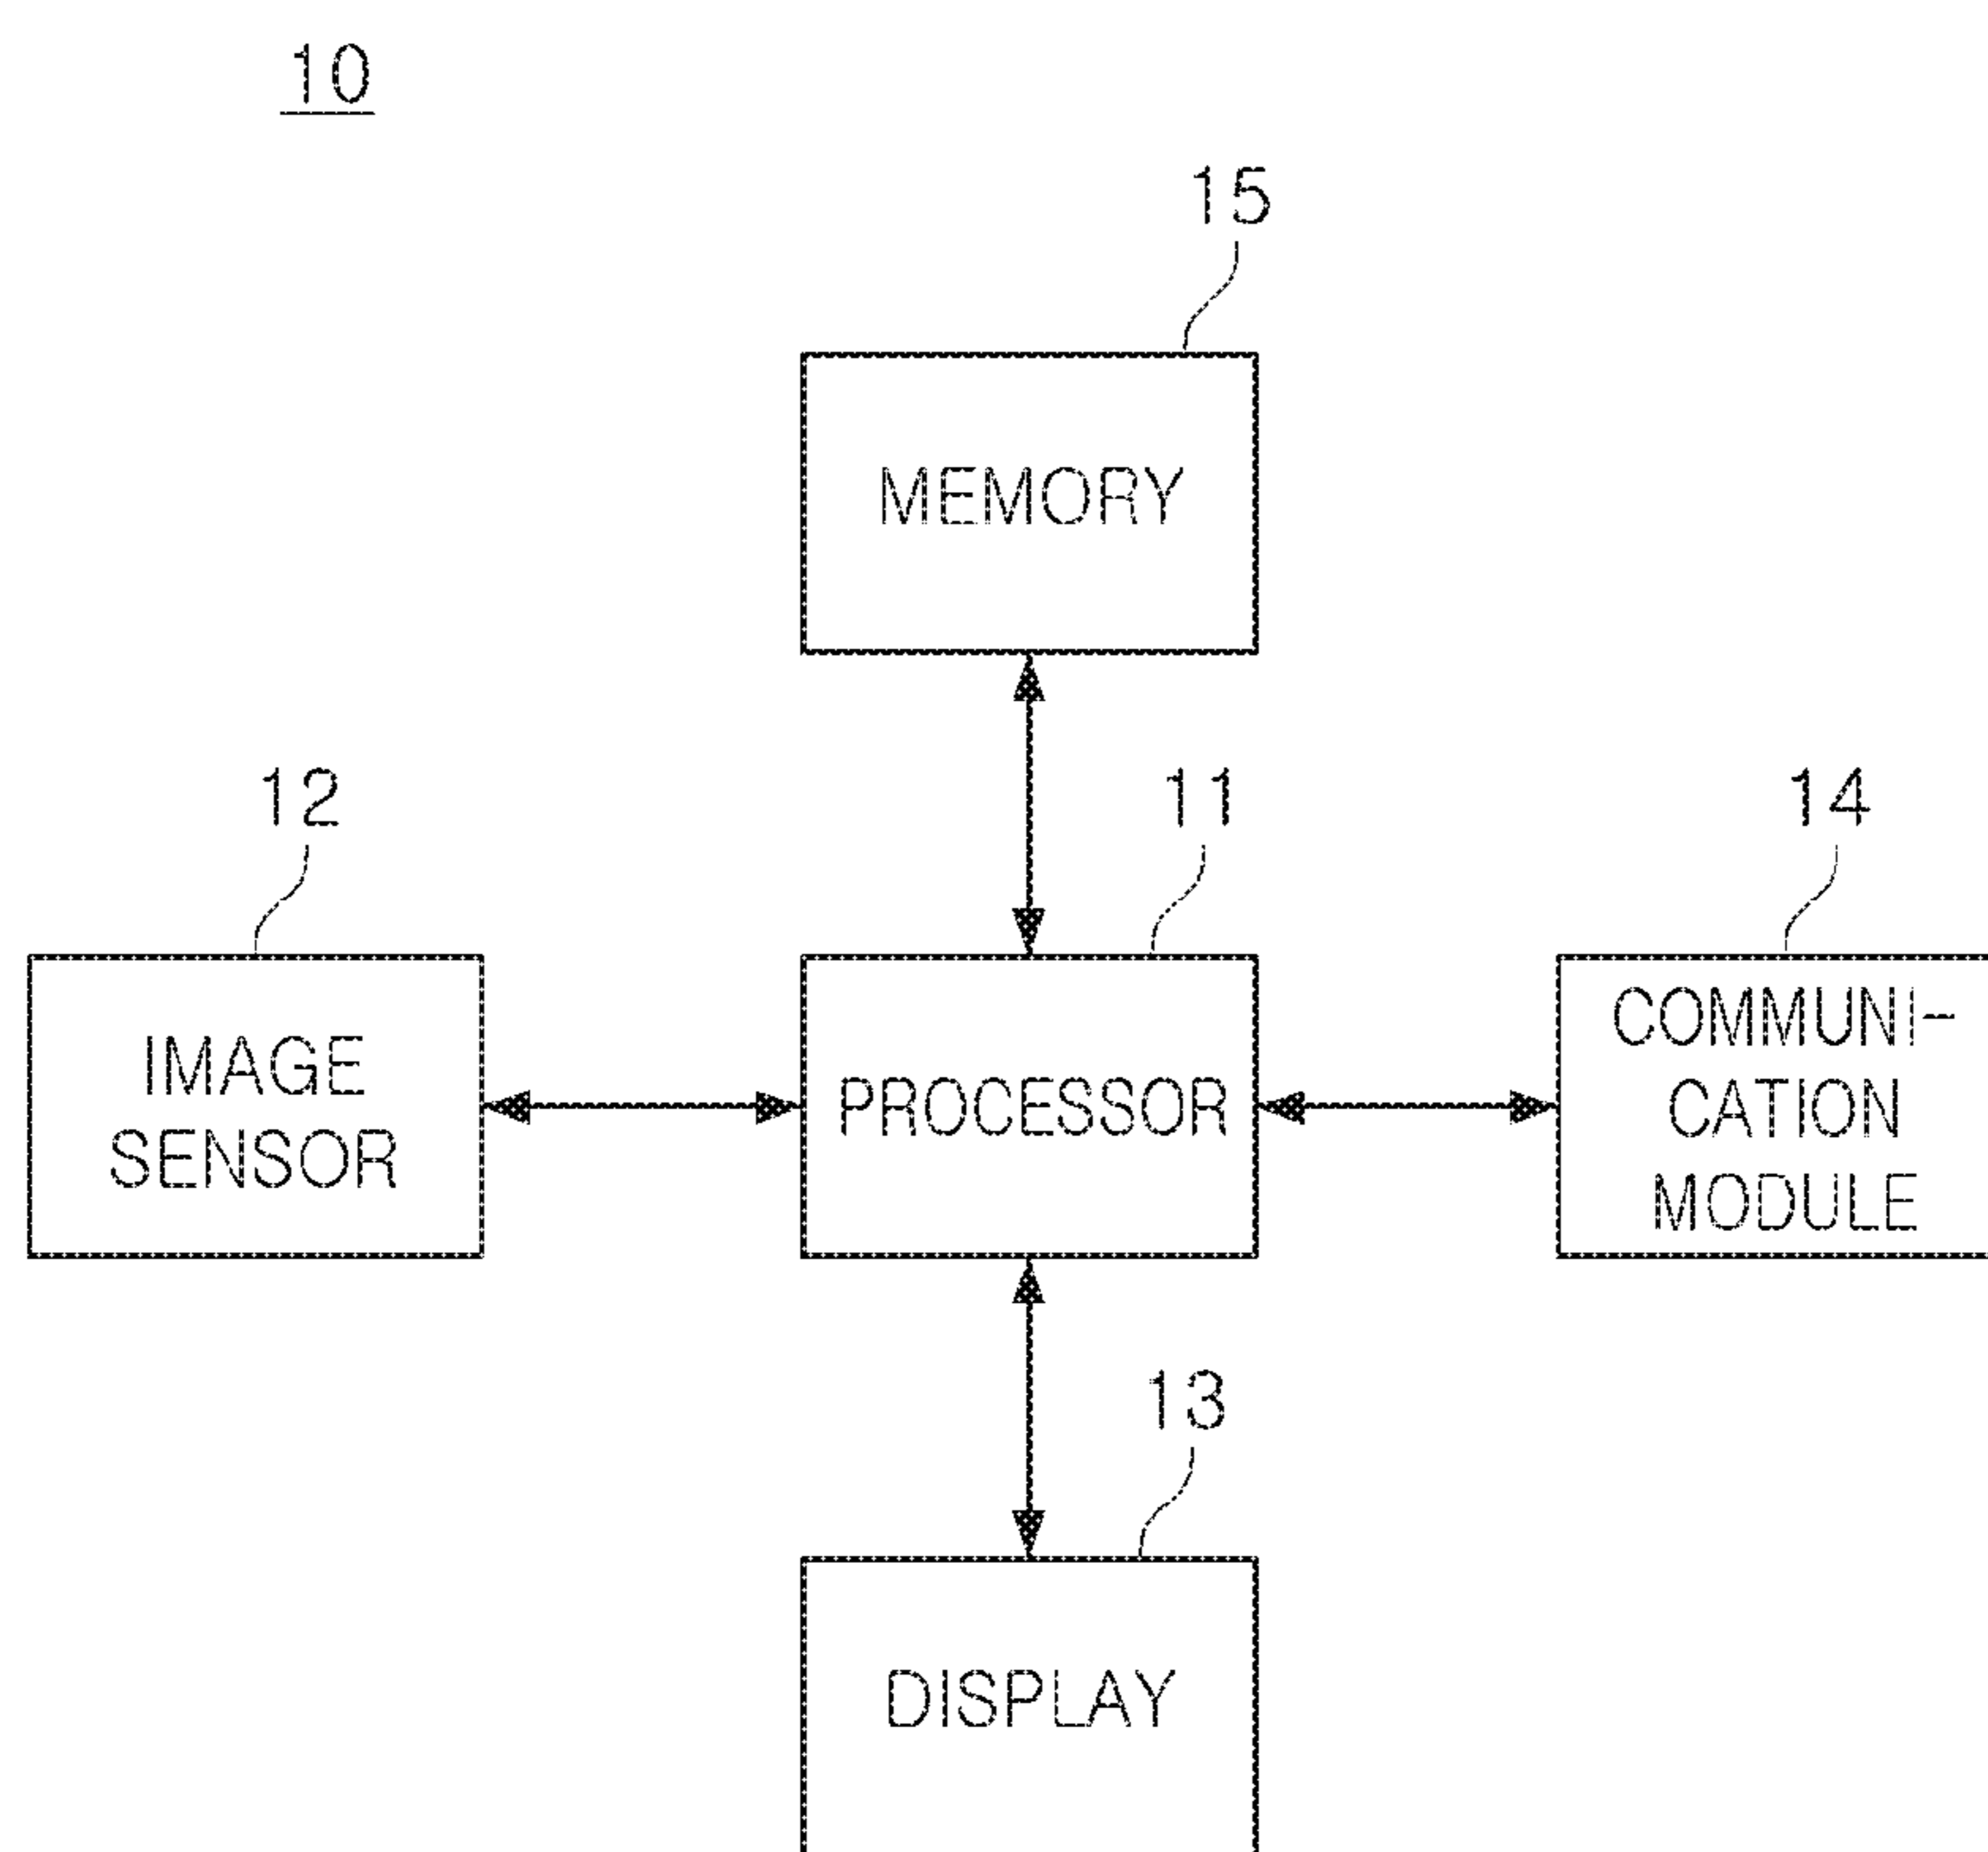 10
15
MEMORY
12
11
14
IMAGE
SENSOR
PROCESSOR
COMMUNI-
CATION
MODULE
13
DISPLAY